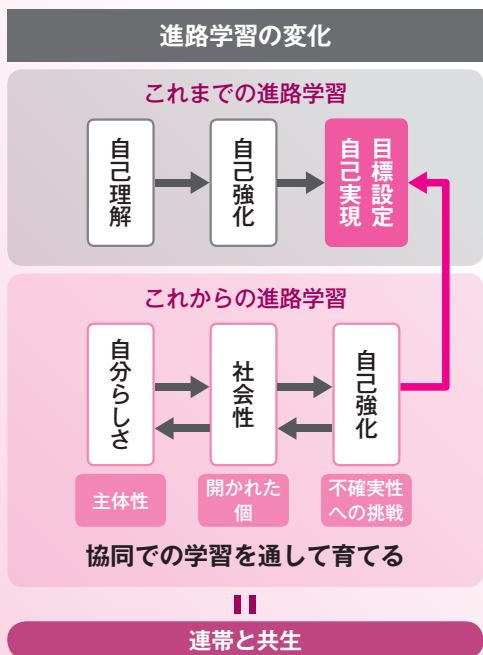 進路学習の変化
これまでの進路学習
自己理解
自己強化
目標設定
自己実現
これからの進路学習
自分らしさ
社会性
自己強化
主体性
開かれた
個
不確実性
への挑戦
協同での学習を通して育てる
連帯と共生